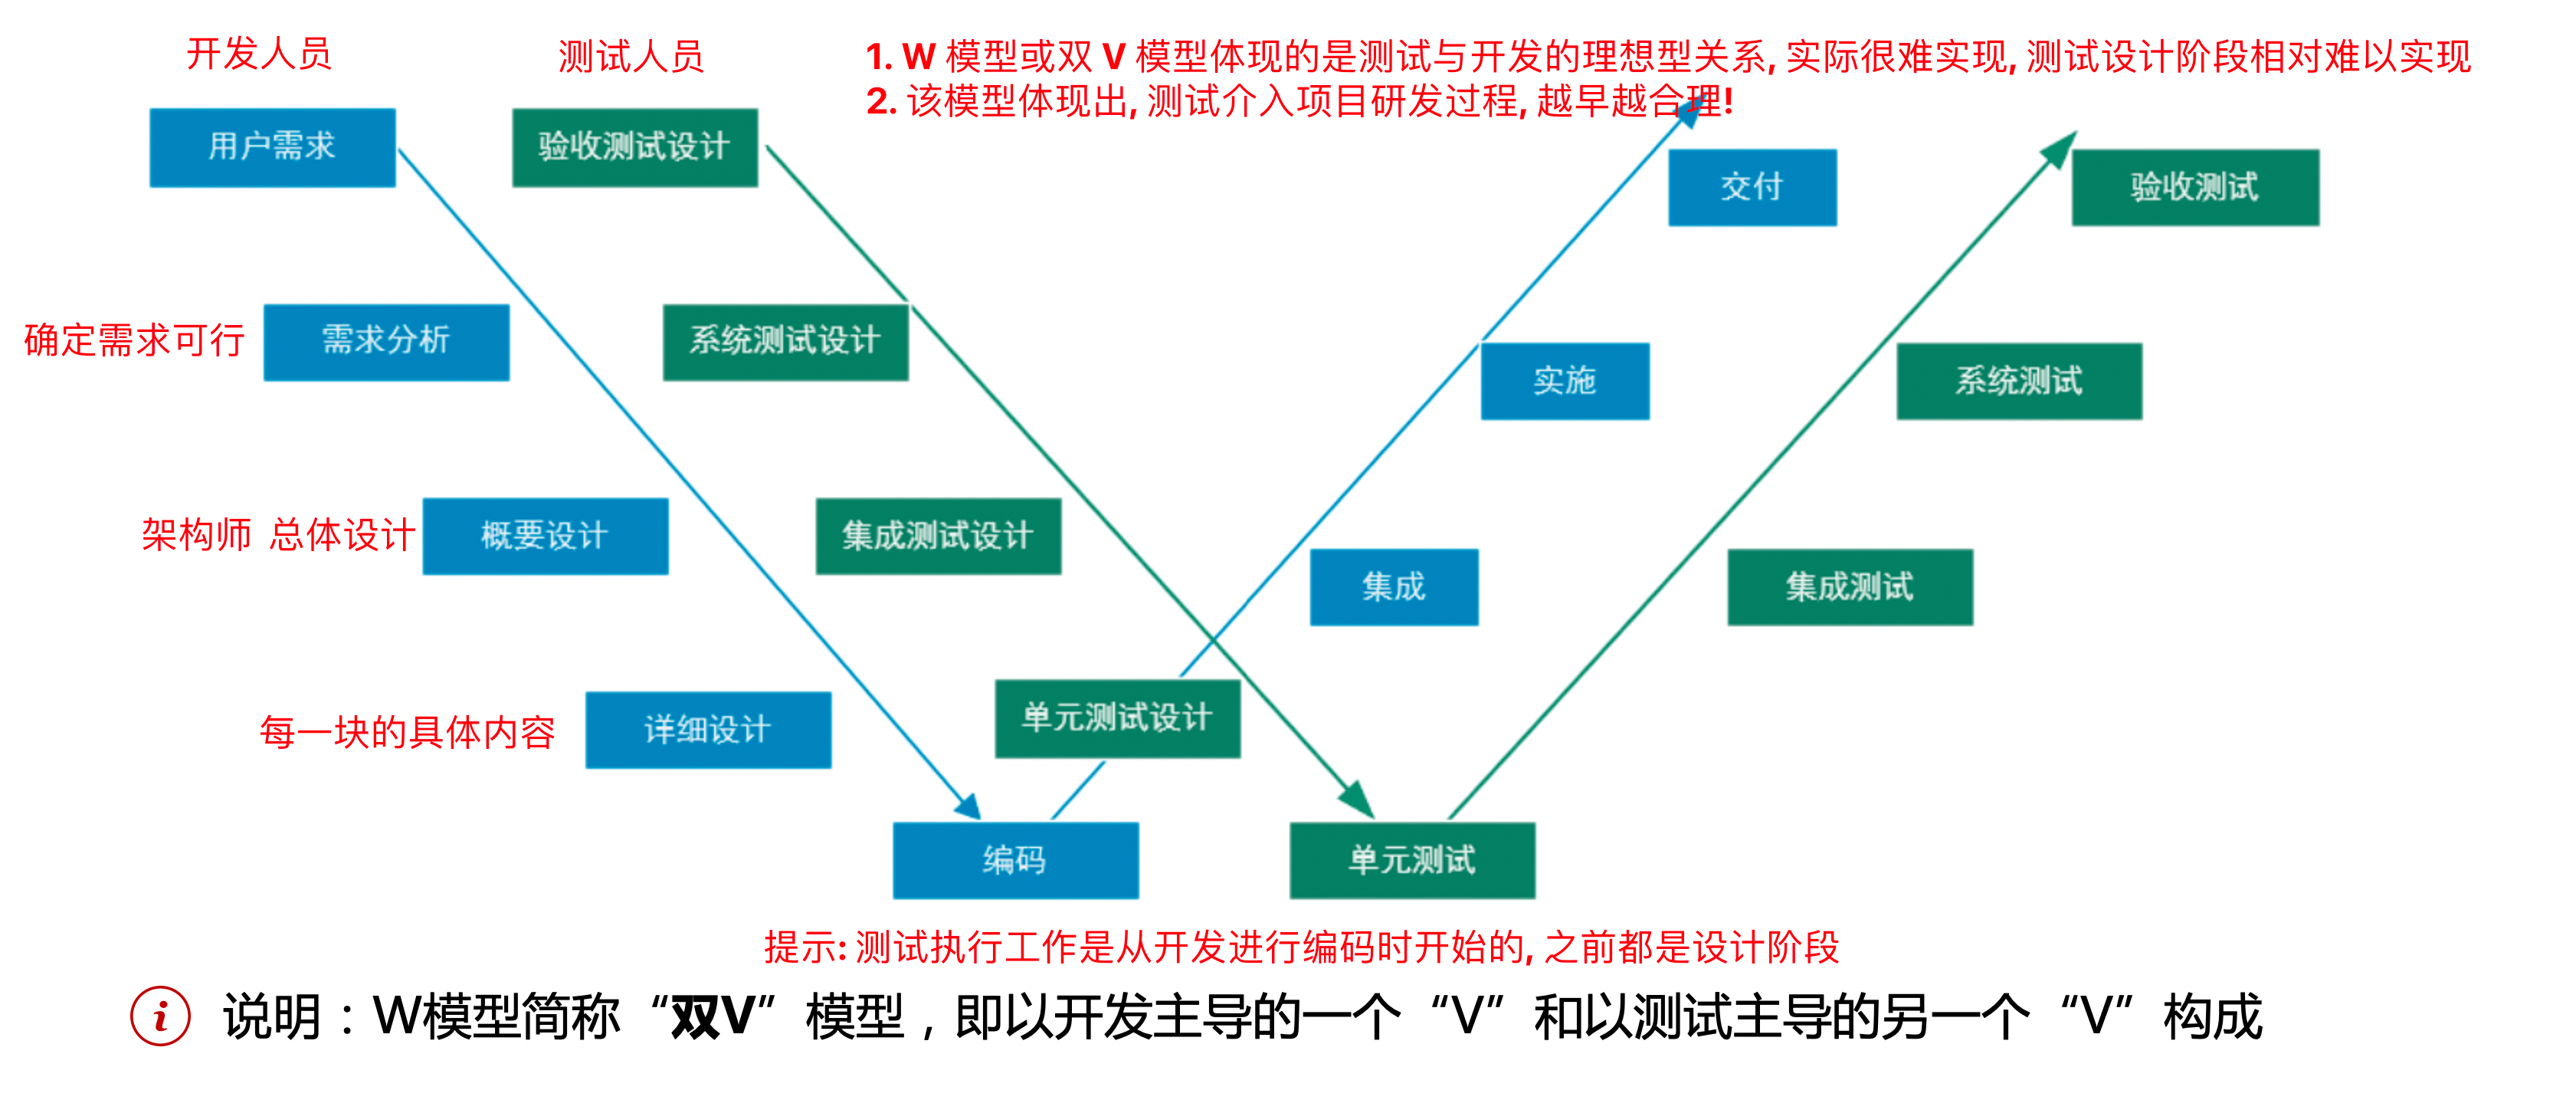 开发人员
测试人员
1. W 模型或双 V 模型体现的是测试与开发的理想型关系, 实际很难实现, 测试设计阶段相对难以实现
2. 该模型体现出, 测试介入项目研发过程, 越早越合理!
用户需求
验收测试设计
交付
验收测试
确定需求可行
需求分析
系统测试设计
实施
系统测试
架构师 总体设计
概要设计
集成测试设计
集成
集成测试
每一块的具体内容
详细设计
单元测试设计
编码
单元测试
提示: 测试执行工作是从开发进行编码时开始的, 之前都是设计阶段
i 说明：W模型简称“双V”模型，即以开发主导的一个“V”和以测试主导的另一个“V”构成